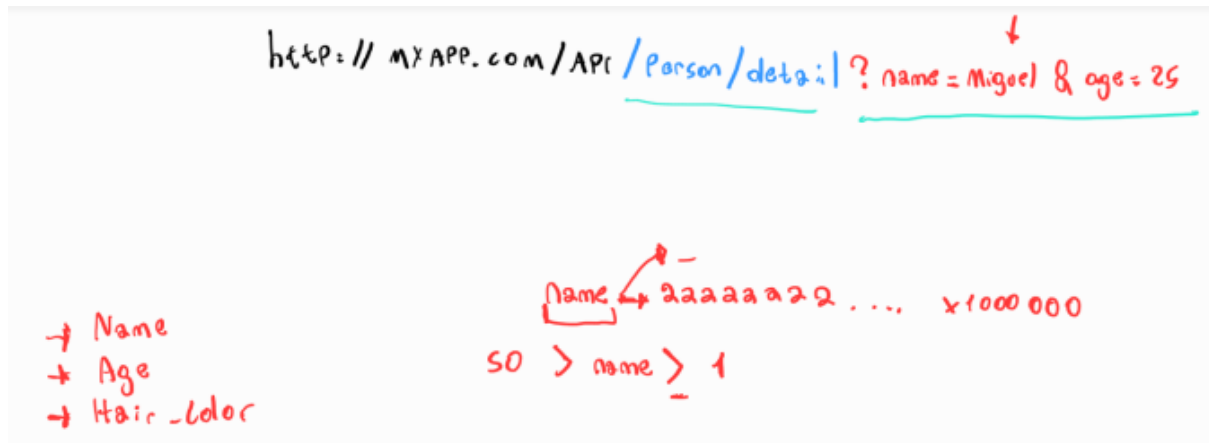 http://myapp.com/API/Person/detail?name=Miguel & age=25
name → aaaaaaaa.... x1000000
→ Name
→ Age
→ Hair_Color
50 > name ≥ 1